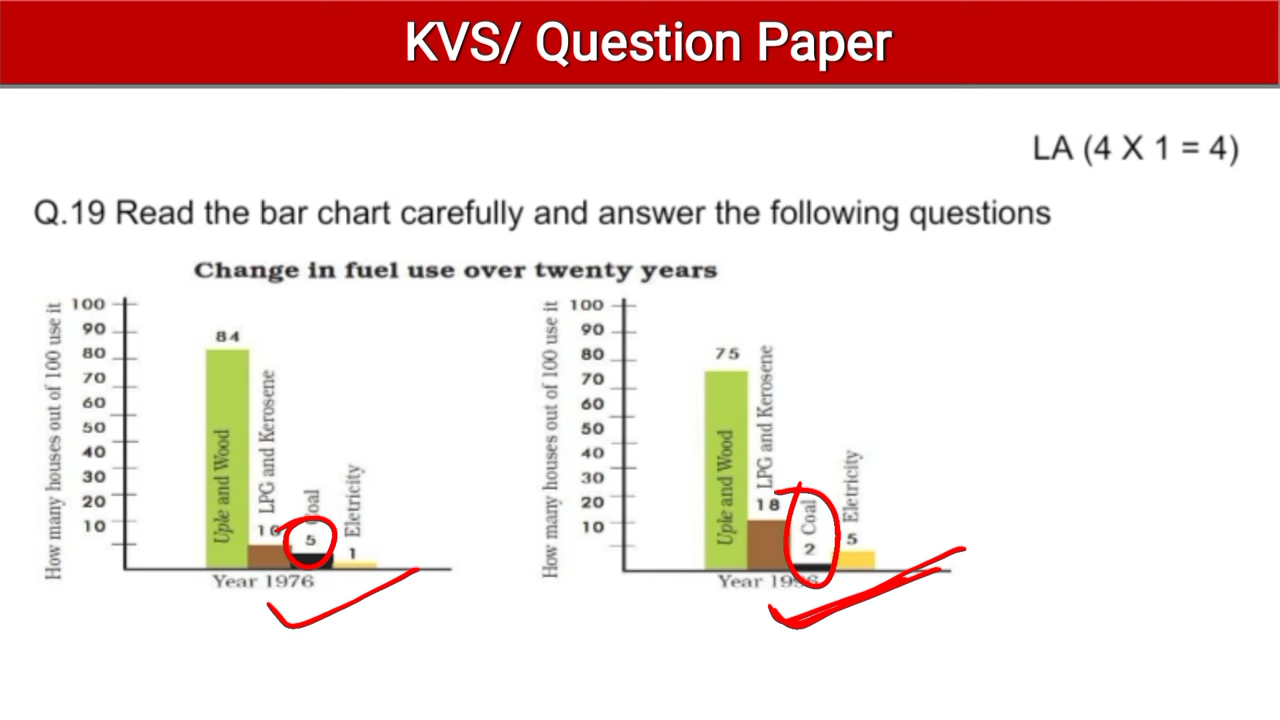 KVS/ Question Paper
LA (4 X 1 = 4)
Q.19 Read the bar chart carefully and answer the following questions
Change in fuel use over twenty years
How many houses out of 100 use it
100
90
80
70
60
50
40
30
20
10
84
Uple and Wood
LPG and Kerosene
10
5
Coal
1
Eletricity
Year 1976
How many houses out of 100 use it
100
90
80
70
60
50
40
30
20
10
75
Uple and Wood
LPG and Kerosene
18
Coal
2
Eletricity
5
Year 1996